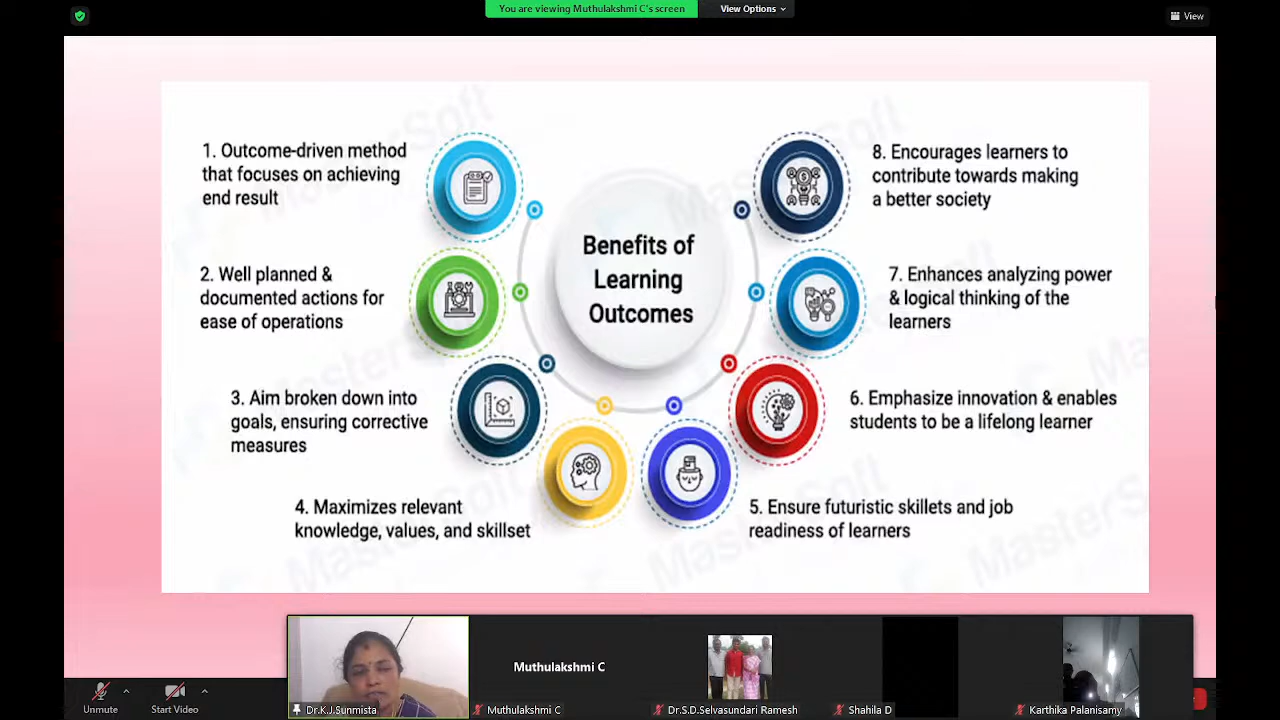 You are viewing Muthulakshmi C's screen
View Options
View
1. Outcome-driven method
that focuses on achieving
end result
2. Well planned &
documented actions for
ease of operations
3. Aim broken down into
goals, ensuring corrective
measures
4. Maximizes relevant
knowledge, values, and skillset
Benefits of
Learning
Outcomes
8. Encourages learners to
contribute towards making
a better society
7. Enhances analyzing power
& logical thinking of the
learners
6. Emphasize innovation & enables
students to be a lifelong learner
5. Ensure futuristic skillets and job
readiness of learners
MasterSoft
MasterSoft
MasterSoft
MasterSoft
Unmute
Start Video
Dr.K.J.Sunmista
Muthulakshmi C
Muthulakshmi C
Dr.S.D.Selvasundari Ramesh
Shahila D
Karthika Palanisamy